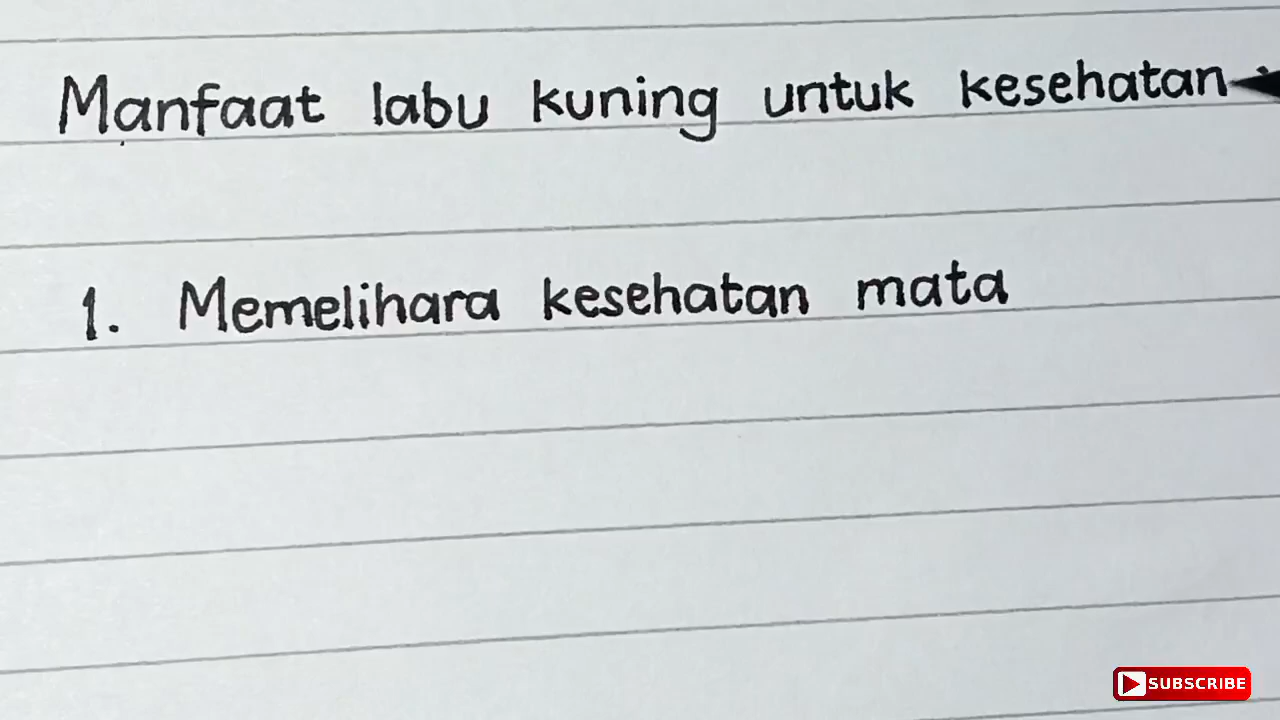 Manfaat labu kuning untuk kesehatan
1. Memelihara kesehatan mata
SUBSCRIBE